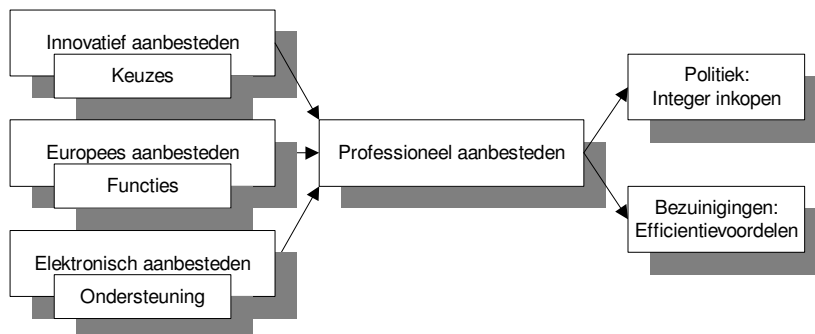 Innovatief aanbesteden
Keuzes
Europees aanbesteden
Functies
Elektronisch aanbesteden
Ondersteuning
Professioneel aanbesteden
Politiek:
Integer inkopen
Bezuinigingen:
Efficientievoordelen